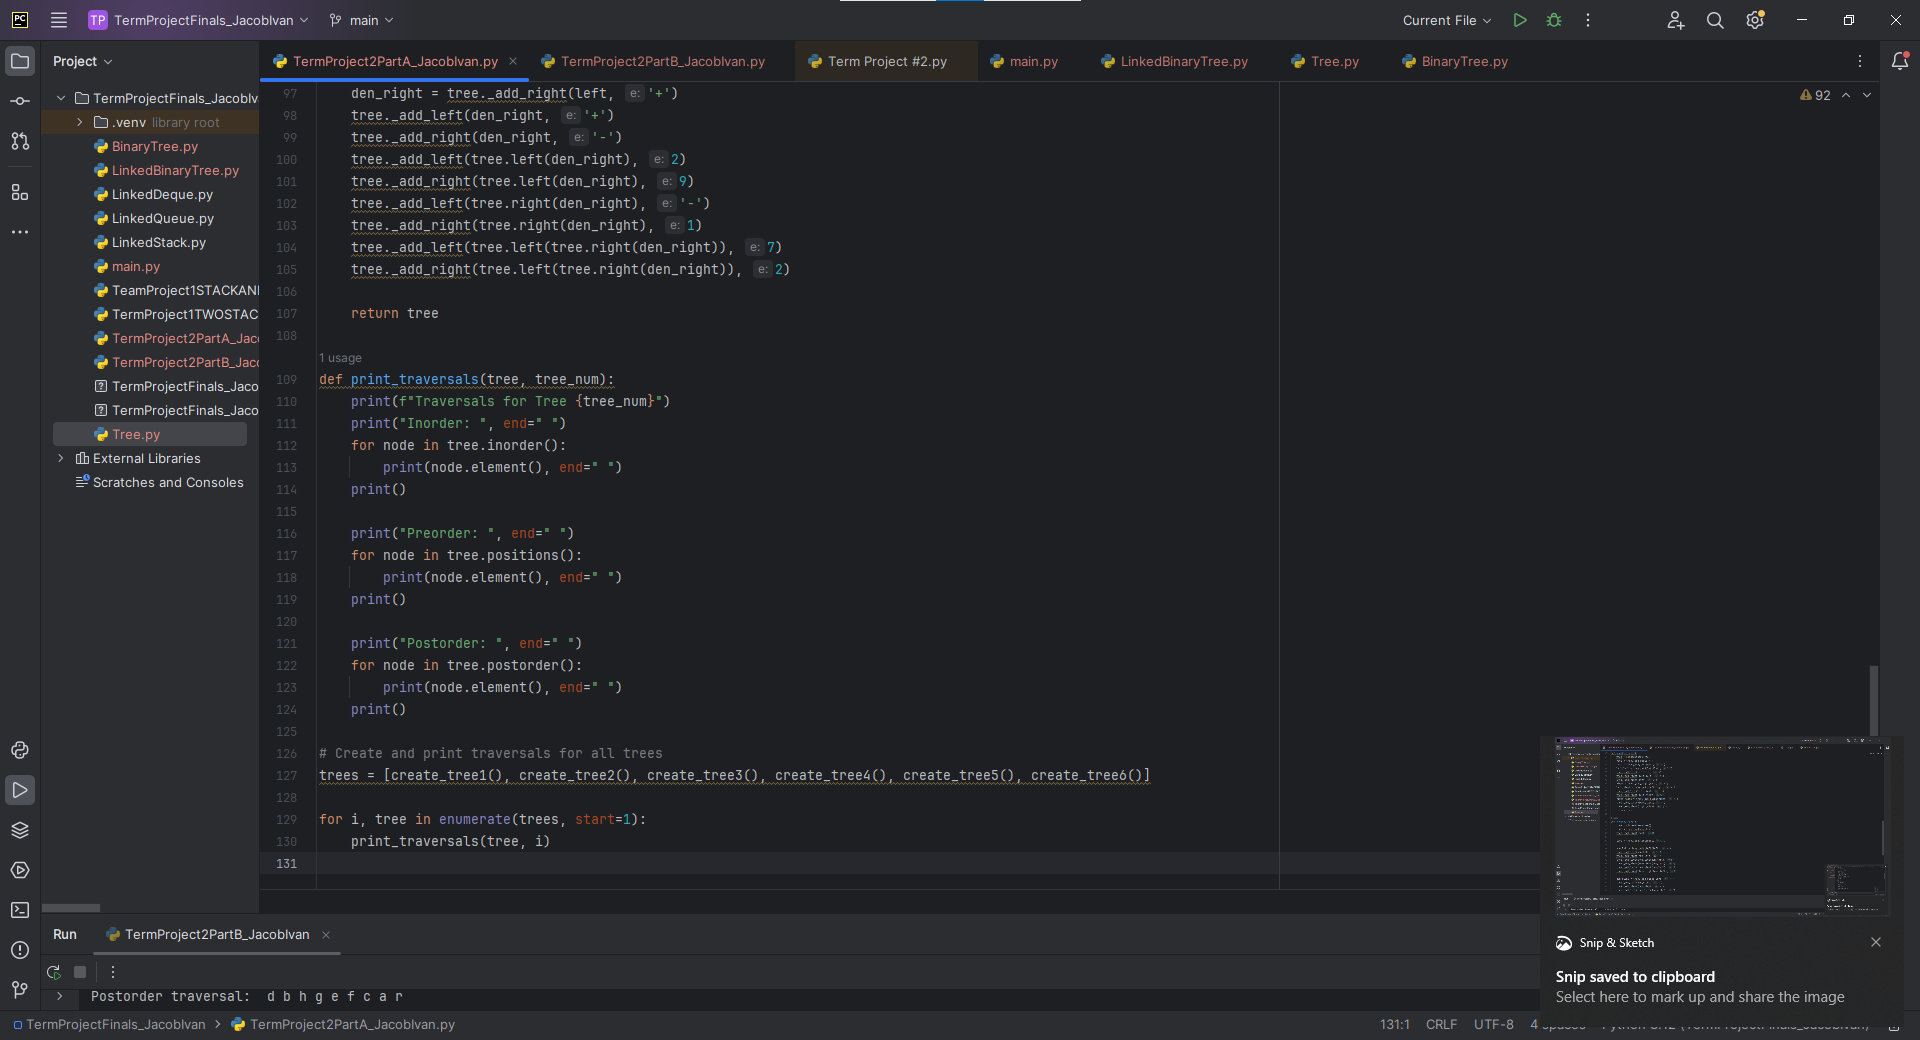 PC TP TermProjectFinals_JacobIvan main Current File
Project
TermProject2PartA_JacobIvan.py TermProject2PartB_JacobIvan.py Term Project #2.py main.py LinkedBinaryTree.py Tree.py BinaryTree.py
TermProjectFinals_JacobIv
.venv library root
BinaryTree.py
LinkedBinaryTree.py
LinkedDeque.py
LinkedQueue.py
LinkedStack.py
main.py
TeamProject1STACKAN
TermProject1TWOSTAC
TermProject2PartA_Jaco
TermProject2PartB_Jaco
TermProjectFinals_Jaco
TermProjectFinals_Jaco
Tree.py
External Libraries
Scratches and Consoles
92
97 den_right = tree._add_right(left, e: '+')
98 tree._add_left(den_right, e: '+')
99 tree._add_right(den_right, e: '-')
100 tree._add_left(tree.left(den_right), e: 2)
101 tree._add_right(tree.left(den_right), e: 9)
102 tree._add_left(tree.right(den_right), e: '-')
103 tree._add_right(tree.right(den_right), e: 1)
104 tree._add_left(tree.left(tree.right(den_right)), e: 7)
105 tree._add_right(tree.left(tree.right(den_right)), e: 2)
106
107 return tree
108
1 usage
109 def print_traversals(tree, tree_num):
110 print(f"Traversals for Tree {tree_num}")
111 print("Inorder: ", end=" ")
112 for node in tree.inorder():
113 print(node.element(), end=" ")
114 print()
115
116 print("Preorder: ", end=" ")
117 for node in tree.positions():
118 print(node.element(), end=" ")
119 print()
120
121 print("Postorder: ", end=" ")
122 for node in tree.postorder():
123 print(node.element(), end=" ")
124 print()
125
126 # Create and print traversals for all trees
127 trees = [create_tree1(), create_tree2(), create_tree3(), create_tree4(), create_tree5(), create_tree6()]
128
129 for i, tree in enumerate(trees, start=1):
130 print_traversals(tree, i)
131
Run TermProject2PartB_JacobIvan
Postorder traversal: d b h g e f c a r
Snip & Sketch
Snip saved to clipboard
Select here to mark up and share the image
TermProjectFinals_JacobIvan TermProject2PartA_JacobIvan.py 131:1 CRLF UTF-8 4 spaces